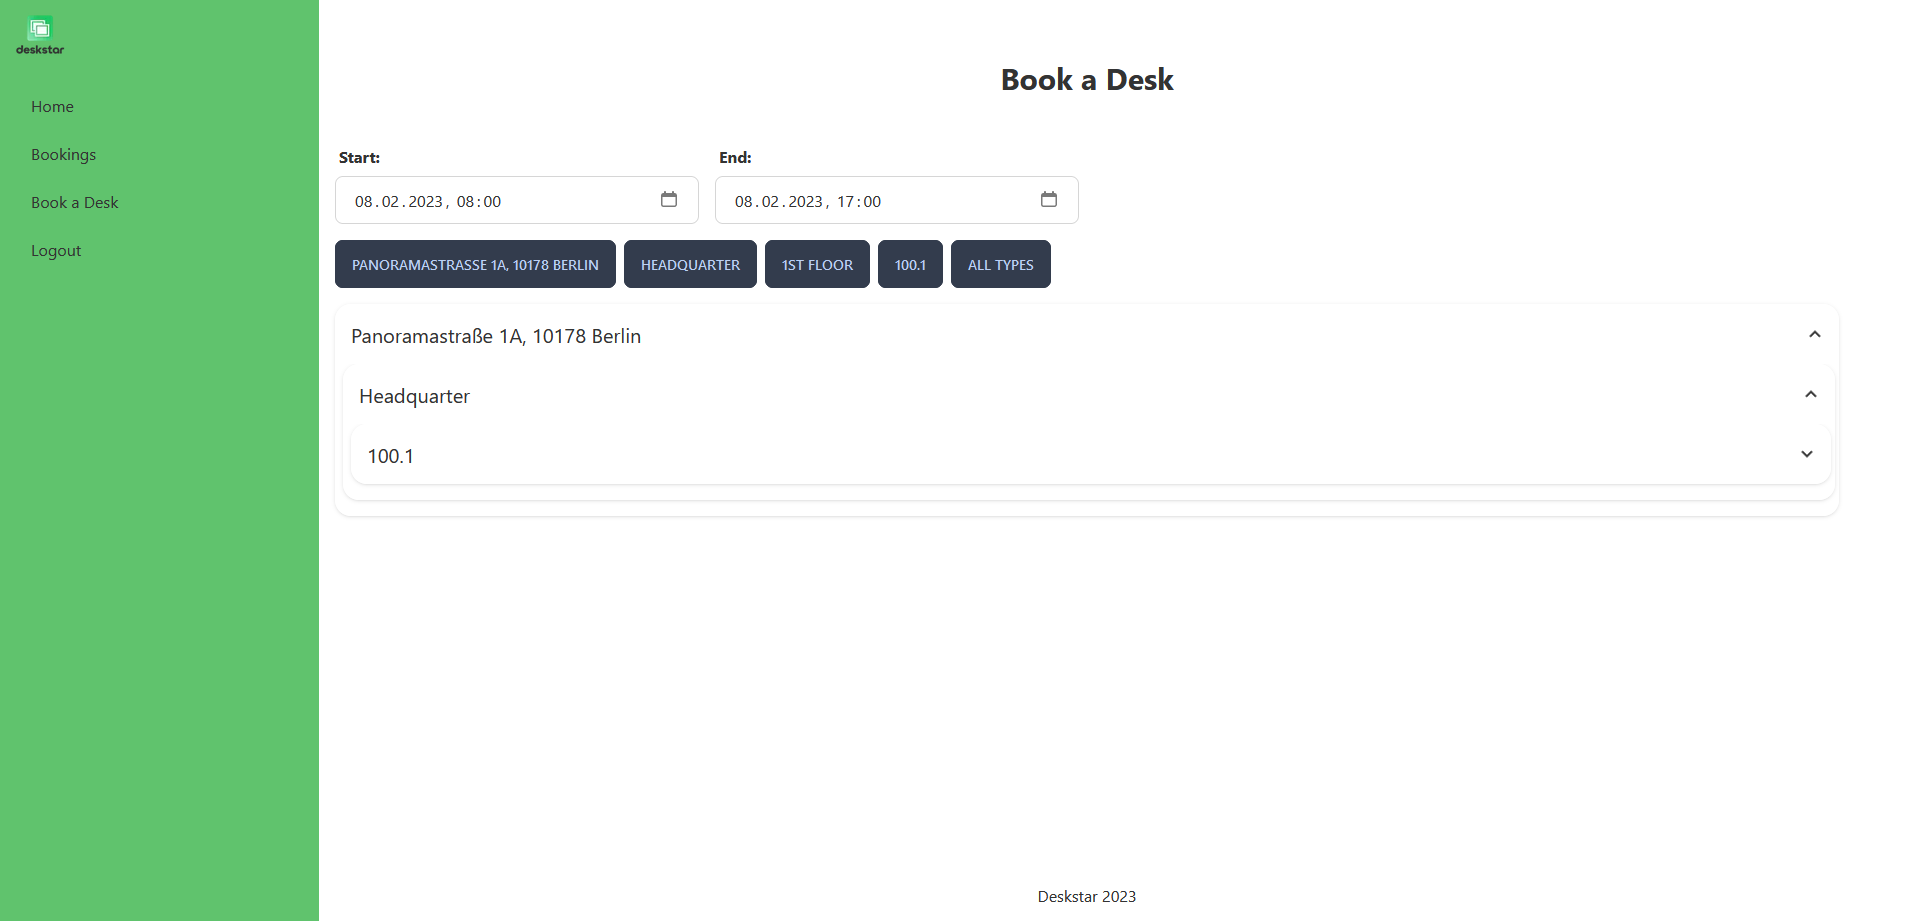 deskstar
Home
Bookings
Book a Desk
Logout
Book a Desk
Start:
End:
08.02.2023, 08:00
08.02.2023, 17:00
PANORAMASTRASSE 1A, 10178 BERLIN
HEADQUARTER
1ST FLOOR
100.1
ALL TYPES
Panoramastraße 1A, 10178 Berlin
Headquarter
100.1
Deskstar 2023